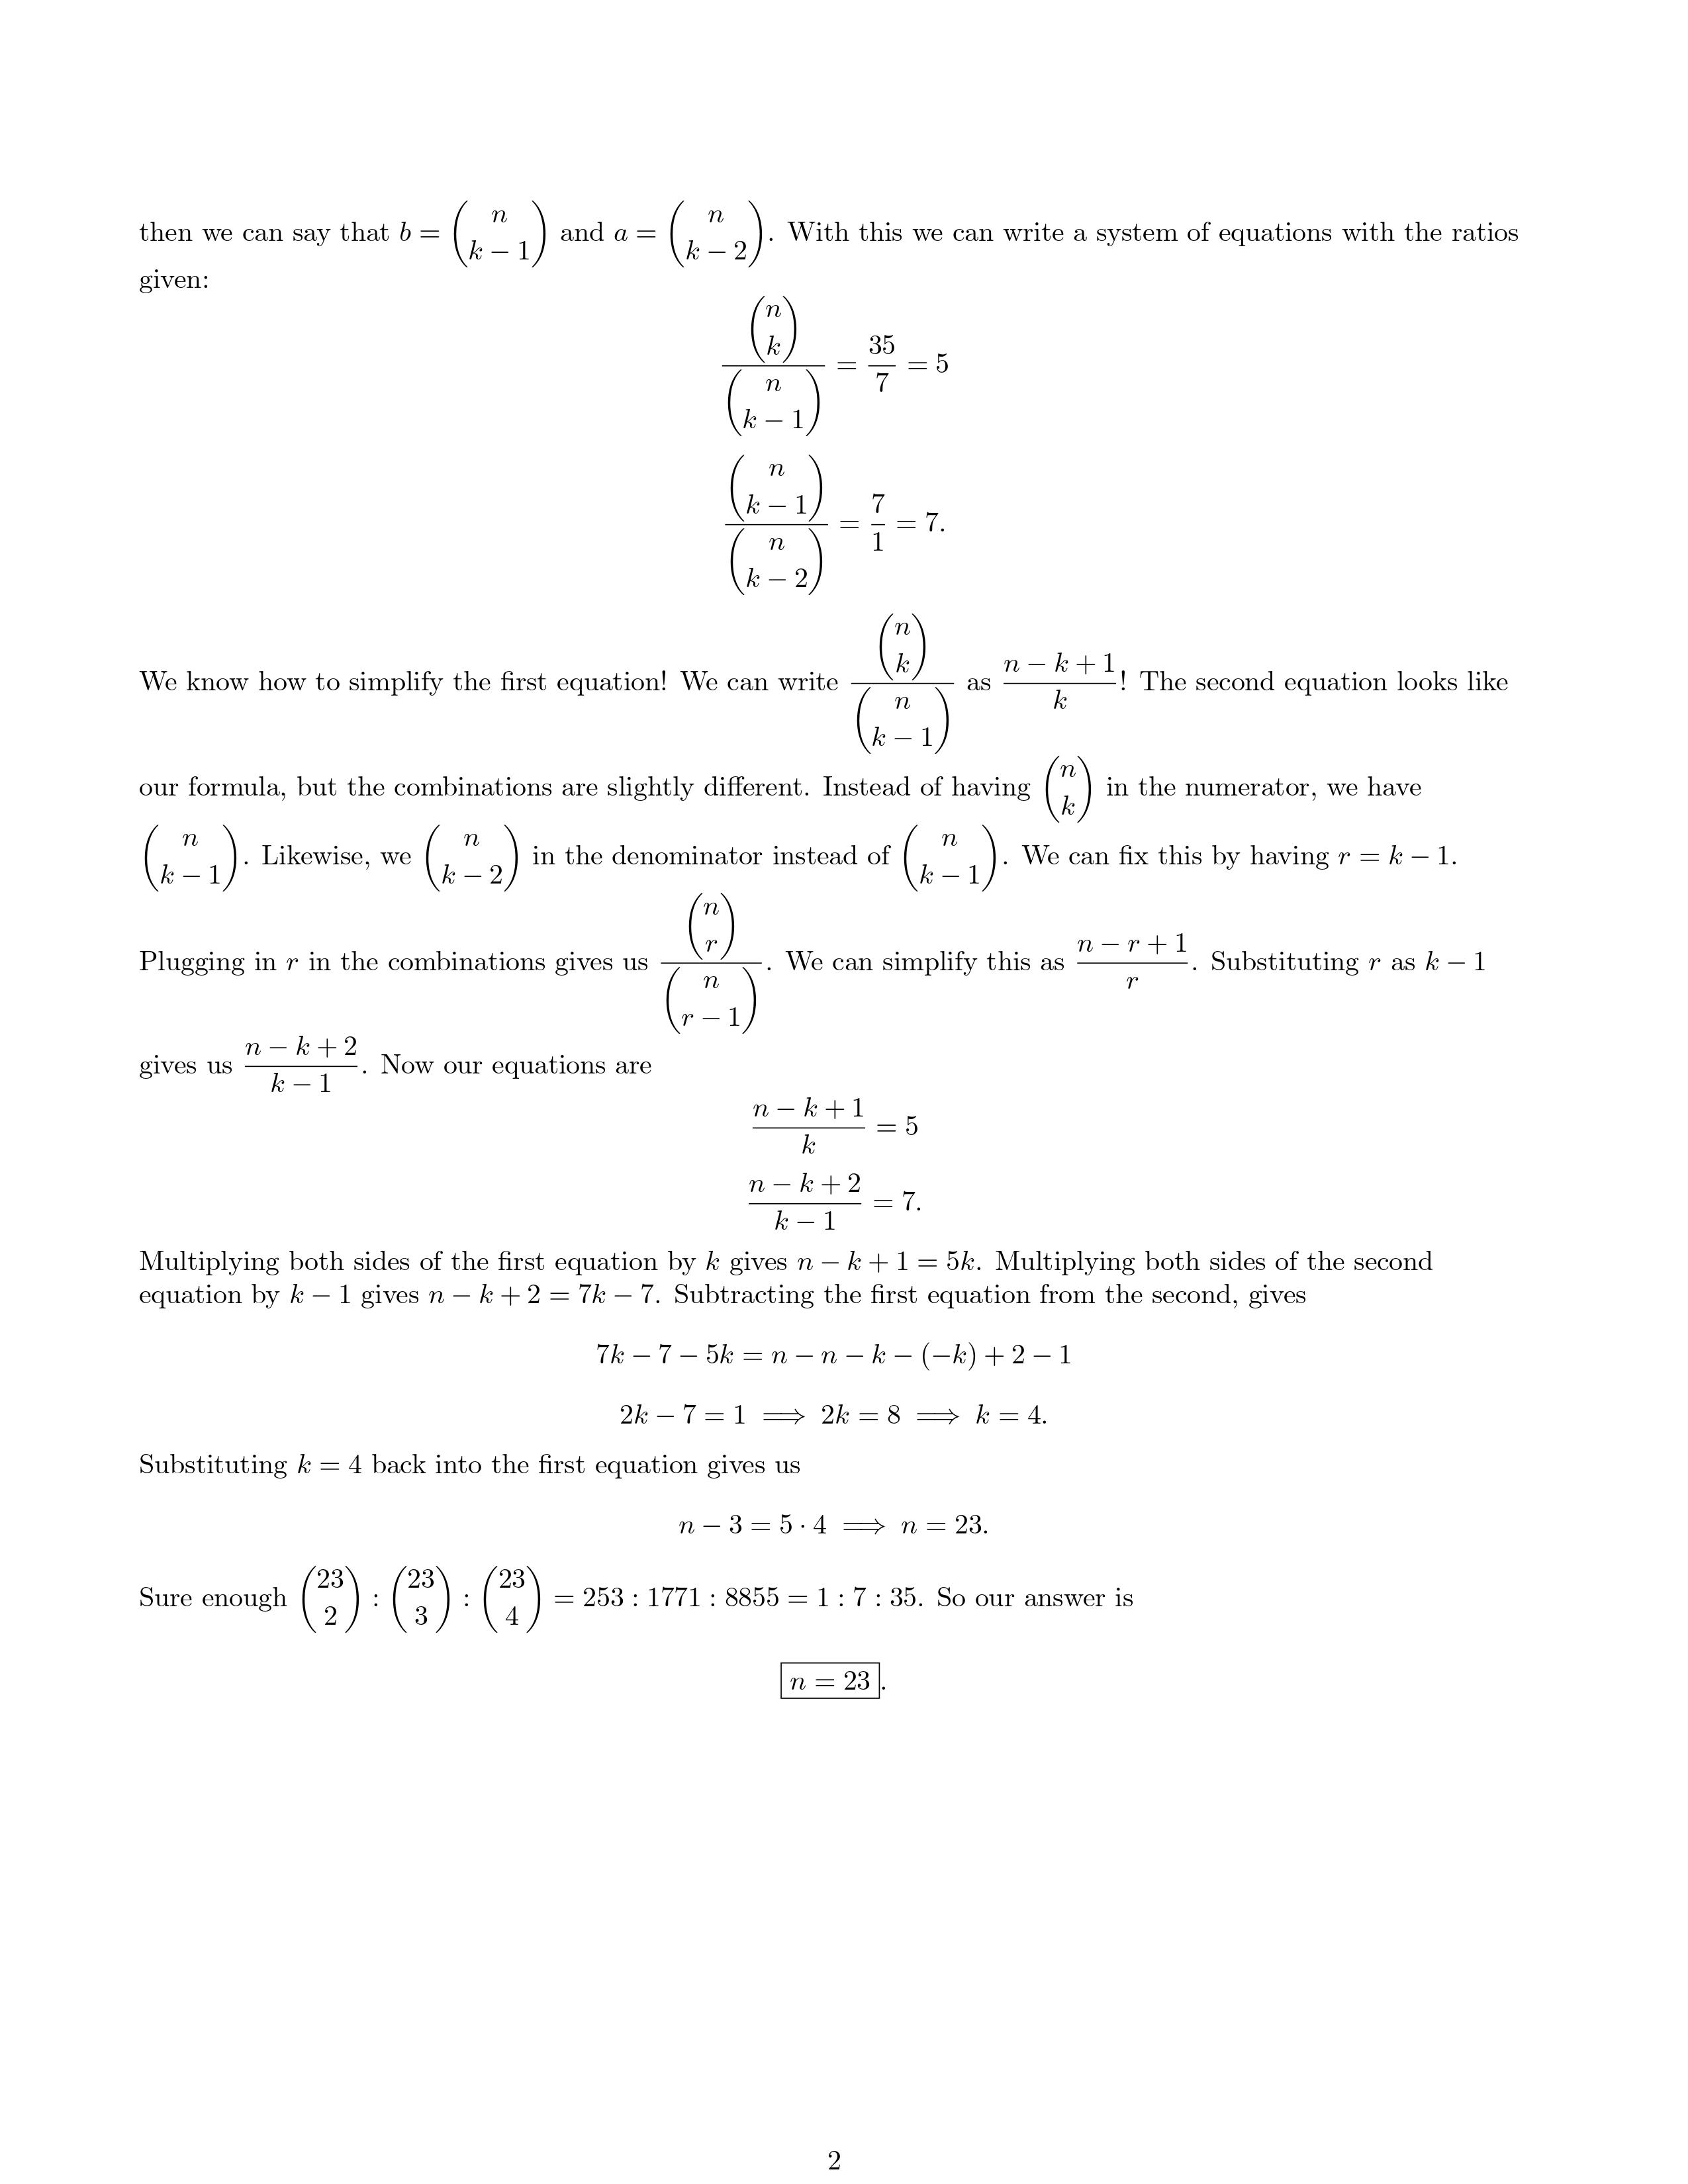 then we can say that $b = \binom{n}{k-1}$ and $a = \binom{n}{k-2}$. With this we can write a system of equations with the ratios
given:
$$\frac{\binom{n}{k}}{\binom{n}{k-1}} = \frac{35}{7} = 5$$
$$\frac{\binom{n}{k-1}}{\binom{n}{k-2}} = \frac{7}{1} = 7.$$
We know how to simplify the first equation! We can write $\frac{\binom{n}{k}}{\binom{n}{k-1}}$ as $\frac{n-k+1}{k}$! The second equation looks like
our formula, but the combinations are slightly different. Instead of having $\binom{n}{k}$ in the numerator, we have
$\binom{n}{k-1}$. Likewise, we $\binom{n}{k-2}$ in the denominator instead of $\binom{n}{k-1}$. We can fix this by having $r = k-1$.
Plugging in $r$ in the combinations gives us $\frac{\binom{n}{r}}{\binom{n}{r-1}}$. We can simplify this as $\frac{n-r+1}{r}$. Substituting $r$ as $k-1$
gives us $\frac{n-k+2}{k-1}$. Now our equations are
$$\frac{n-k+1}{k} = 5$$
$$\frac{n-k+2}{k-1} = 7.$$
Multiplying both sides of the first equation by $k$ gives $n-k+1 = 5k$. Multiplying both sides of the second
equation by $k-1$ gives $n-k+2 = 7k-7$. Subtracting the first equation from the second, gives
$$7k-7-5k = n-n-k-(-k)+2-1$$
$$2k-7 = 1 \implies 2k = 8 \implies k = 4.$$
Substituting $k = 4$ back into the first equation gives us
$$n-3 = 5 \cdot 4 \implies n = 23.$$
Sure enough $\binom{23}{2} : \binom{23}{3} : \binom{23}{4} = 253 : 1771 : 8855 = 1 : 7 : 35$. So our answer is
$$\boxed{n = 23}.$$
2